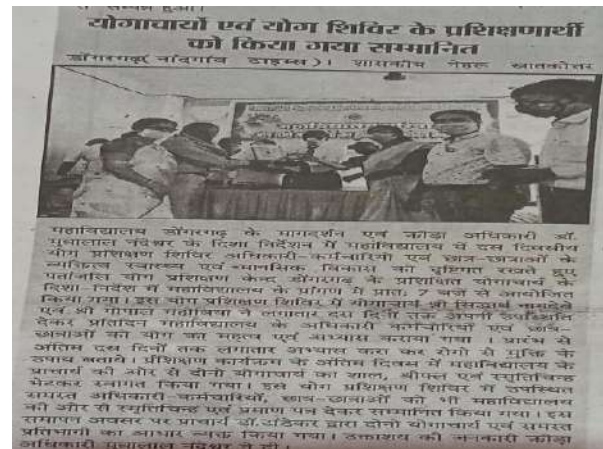 सम्पन्न हुआ।
योगाचार्यो एवं योग शिविर के प्रशिक्षणार्थी
को किया गया सम्मानित
डोंगरगढ़ (नांदगांव टाइम्स)। शासकीय नेहरू स्नातकोत्तर
महाविद्यालय डोंगरगढ़ के मार्गदर्शन एवं क्रीड़ा अधिकारी डॉ.
मुन्नालाल नंदेश्वर के दिशा निर्देशन में महाविद्यालय में दस दिवसीय
योग प्रशिक्षण शिविर अधिकारी-कर्मचारियों एवं छात्र-छात्राओं के
व्यक्तित्व स्वास्थ्य एवं मानसिक विकास को दृष्टिगत रखते हुए
पतंजलि योग प्रशिक्षण केन्द्र डोंगरगढ़ के प्रशिक्षित योगाचार्य के
दिशा-निर्देश में महाविद्यालय के प्रांगण में प्रातः 7 बजे से आयोजित
किया गया। इस योग प्रशिक्षण शिविर में योगाचार्य श्री सिद्धार्थ नामदेव
एवं श्री गोपाल ने लगातार दस दिनों तक अपनी उपस्थिति
देकर प्रतिदिन महाविद्यालय के अधिकारी कर्मचारियों एवं छात्र-
छात्राओं को योग का महत्व एवं अभ्यास कराया गया । प्रारंभ से
अंतिम दस दिनों तक लगातार अभ्यास करा कर रोगो से मुक्ति के
उपाय बताये। प्रशिक्षण कार्यक्रम के अंतिम दिवस में महाविद्यालय के
प्राचार्य की ओर से दोनों योगाचार्य का शाल, श्रीफल एवं स्मृतिचिन्ह
भेंटकर स्वागत किया गया। इसे योग प्रशिक्षण शिविर में उपस्थित
समस्त अधिकारी-कर्मचारियों, छात्र-छात्राओं को भी महाविद्यालय
की ओर से स्मृतिचिन्ह एवं प्रमाण पत्र देकर सम्मानित किया गया। इस
समापन अवसर पर प्राचार्य डॉ. द्वारा दोनों योगाचार्य एवं समस्त
प्रतिभागी का आभार व्यक्त किया गया। उक्ताशय की जानकारी क्रीड़ा
अधिकारी मुन्नालाल नंदेश्वर ने दी।